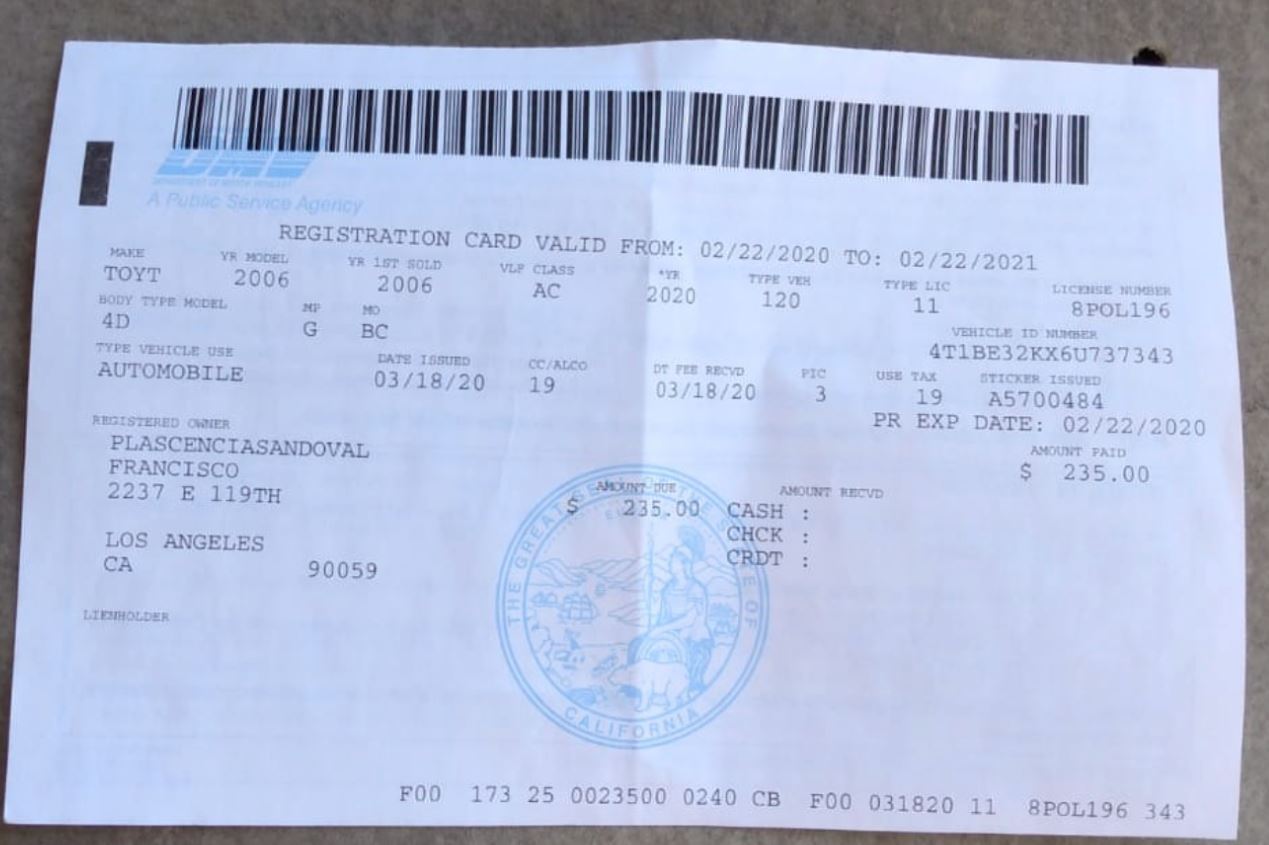 DMV
DEPARTMENT OF MOTOR VEHICLES
A Public Service Agency
REGISTRATION CARD VALID FROM: 02/22/2020 TO: 02/22/2021
MAKE YR MODEL YR 1ST SOLD VLF CLASS *YR TYPE VEH TYPE LIC LICENSE NUMBER
TOYT 2006 2006 AC 2020 120 11 8POL196
BODY TYPE MODEL MP MO VEHICLE ID NUMBER
4D G BC 4T1BE32KX6U737343
TYPE VEHICLE USE DATE ISSUED CC/ALCO DT FEE RECVD PIC USE TAX STICKER ISSUED
AUTOMOBILE 03/18/20 19 03/18/20 3 19 A5700484
PR EXP DATE: 02/22/2020
REGISTERED OWNER AMOUNT PAID
PLASCENCIASANDOVAL $ 235.00
FRANCISCO
2237 E 119TH AMOUNT DUE AMOUNT RECVD
$ 235.00 CASH :
CHCK :
LOS ANGELES CRDT :
CA 90059
LIENHOLDER
THE GREAT SEAL OF THE STATE OF CALIFORNIA
F00 173 25 0023500 0240 CB F00 031820 11 8POL196 343